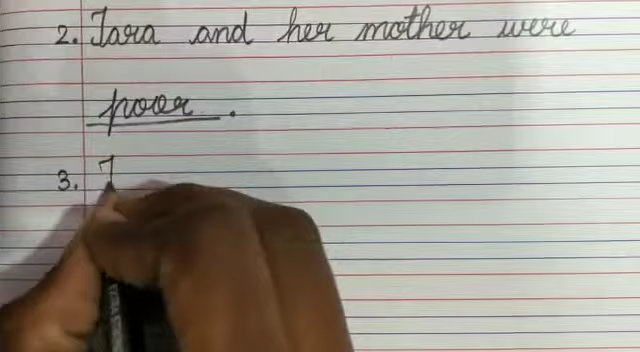 2. Tara and her mother were
poor.
3. T